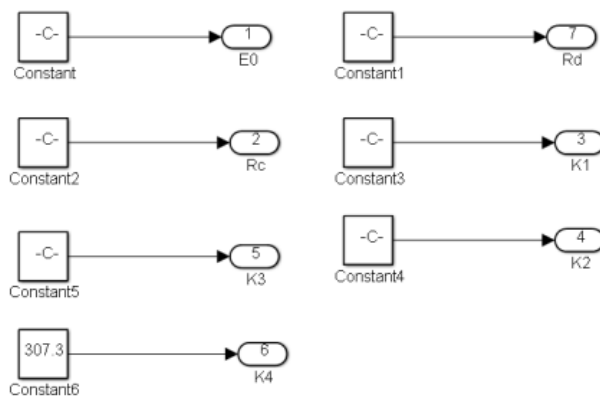 -C-
1
Constant
E0
-C-
7
Constant1
Rd
-C-
2
Constant2
Rc
-C-
3
Constant3
K1
-C-
5
Constant5
K3
-C-
4
Constant4
K2
307.3
6
Constant6
K4